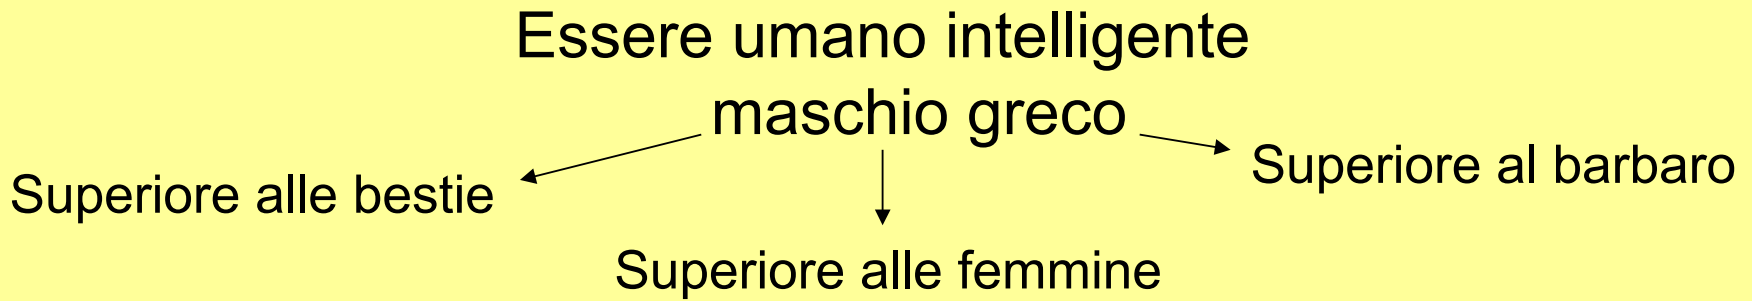 Essere umano intelligente
maschio greco
Superiore al barbaro
Superiore alle bestie
Superiore alle femmine